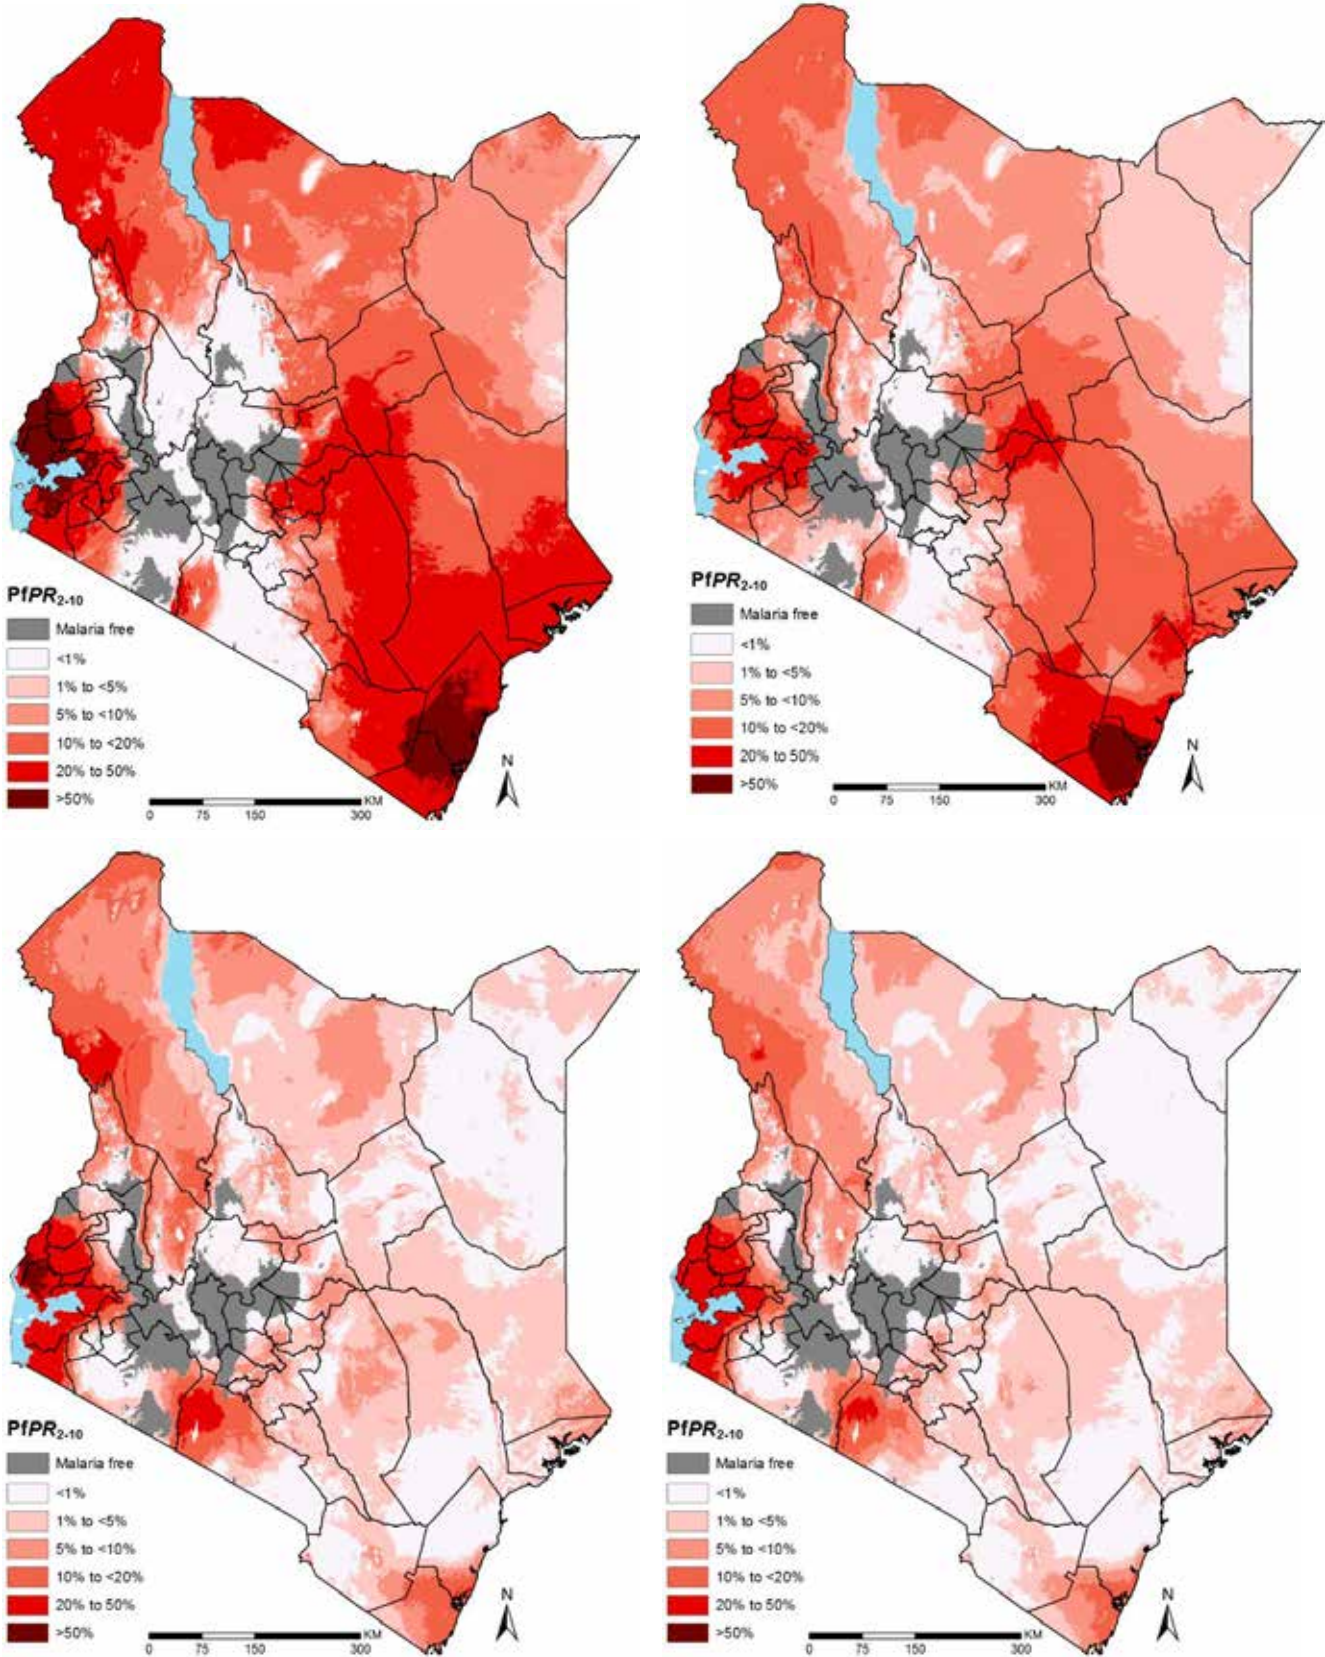 PfPR2-10
Malaria free
<1%
1% to <5%
5% to <10%
10% to <20%
20% to 50%
>50%
N
KM
0 75 150 300
PfPR2-10
Malaria free
<1%
1% to <5%
5% to <10%
10% to <20%
20% to 50%
>50%
N
KM
0 75 150 300
PfPR2-10
Malaria free
<1%
1% to <5%
5% to <10%
10% to <20%
20% to 50%
>50%
N
KM
0 75 150 300
PfPR2-10
Malaria free
<1%
1% to <5%
5% to <10%
10% to <20%
20% to 50%
>50%
N
KM
0 75 150 300